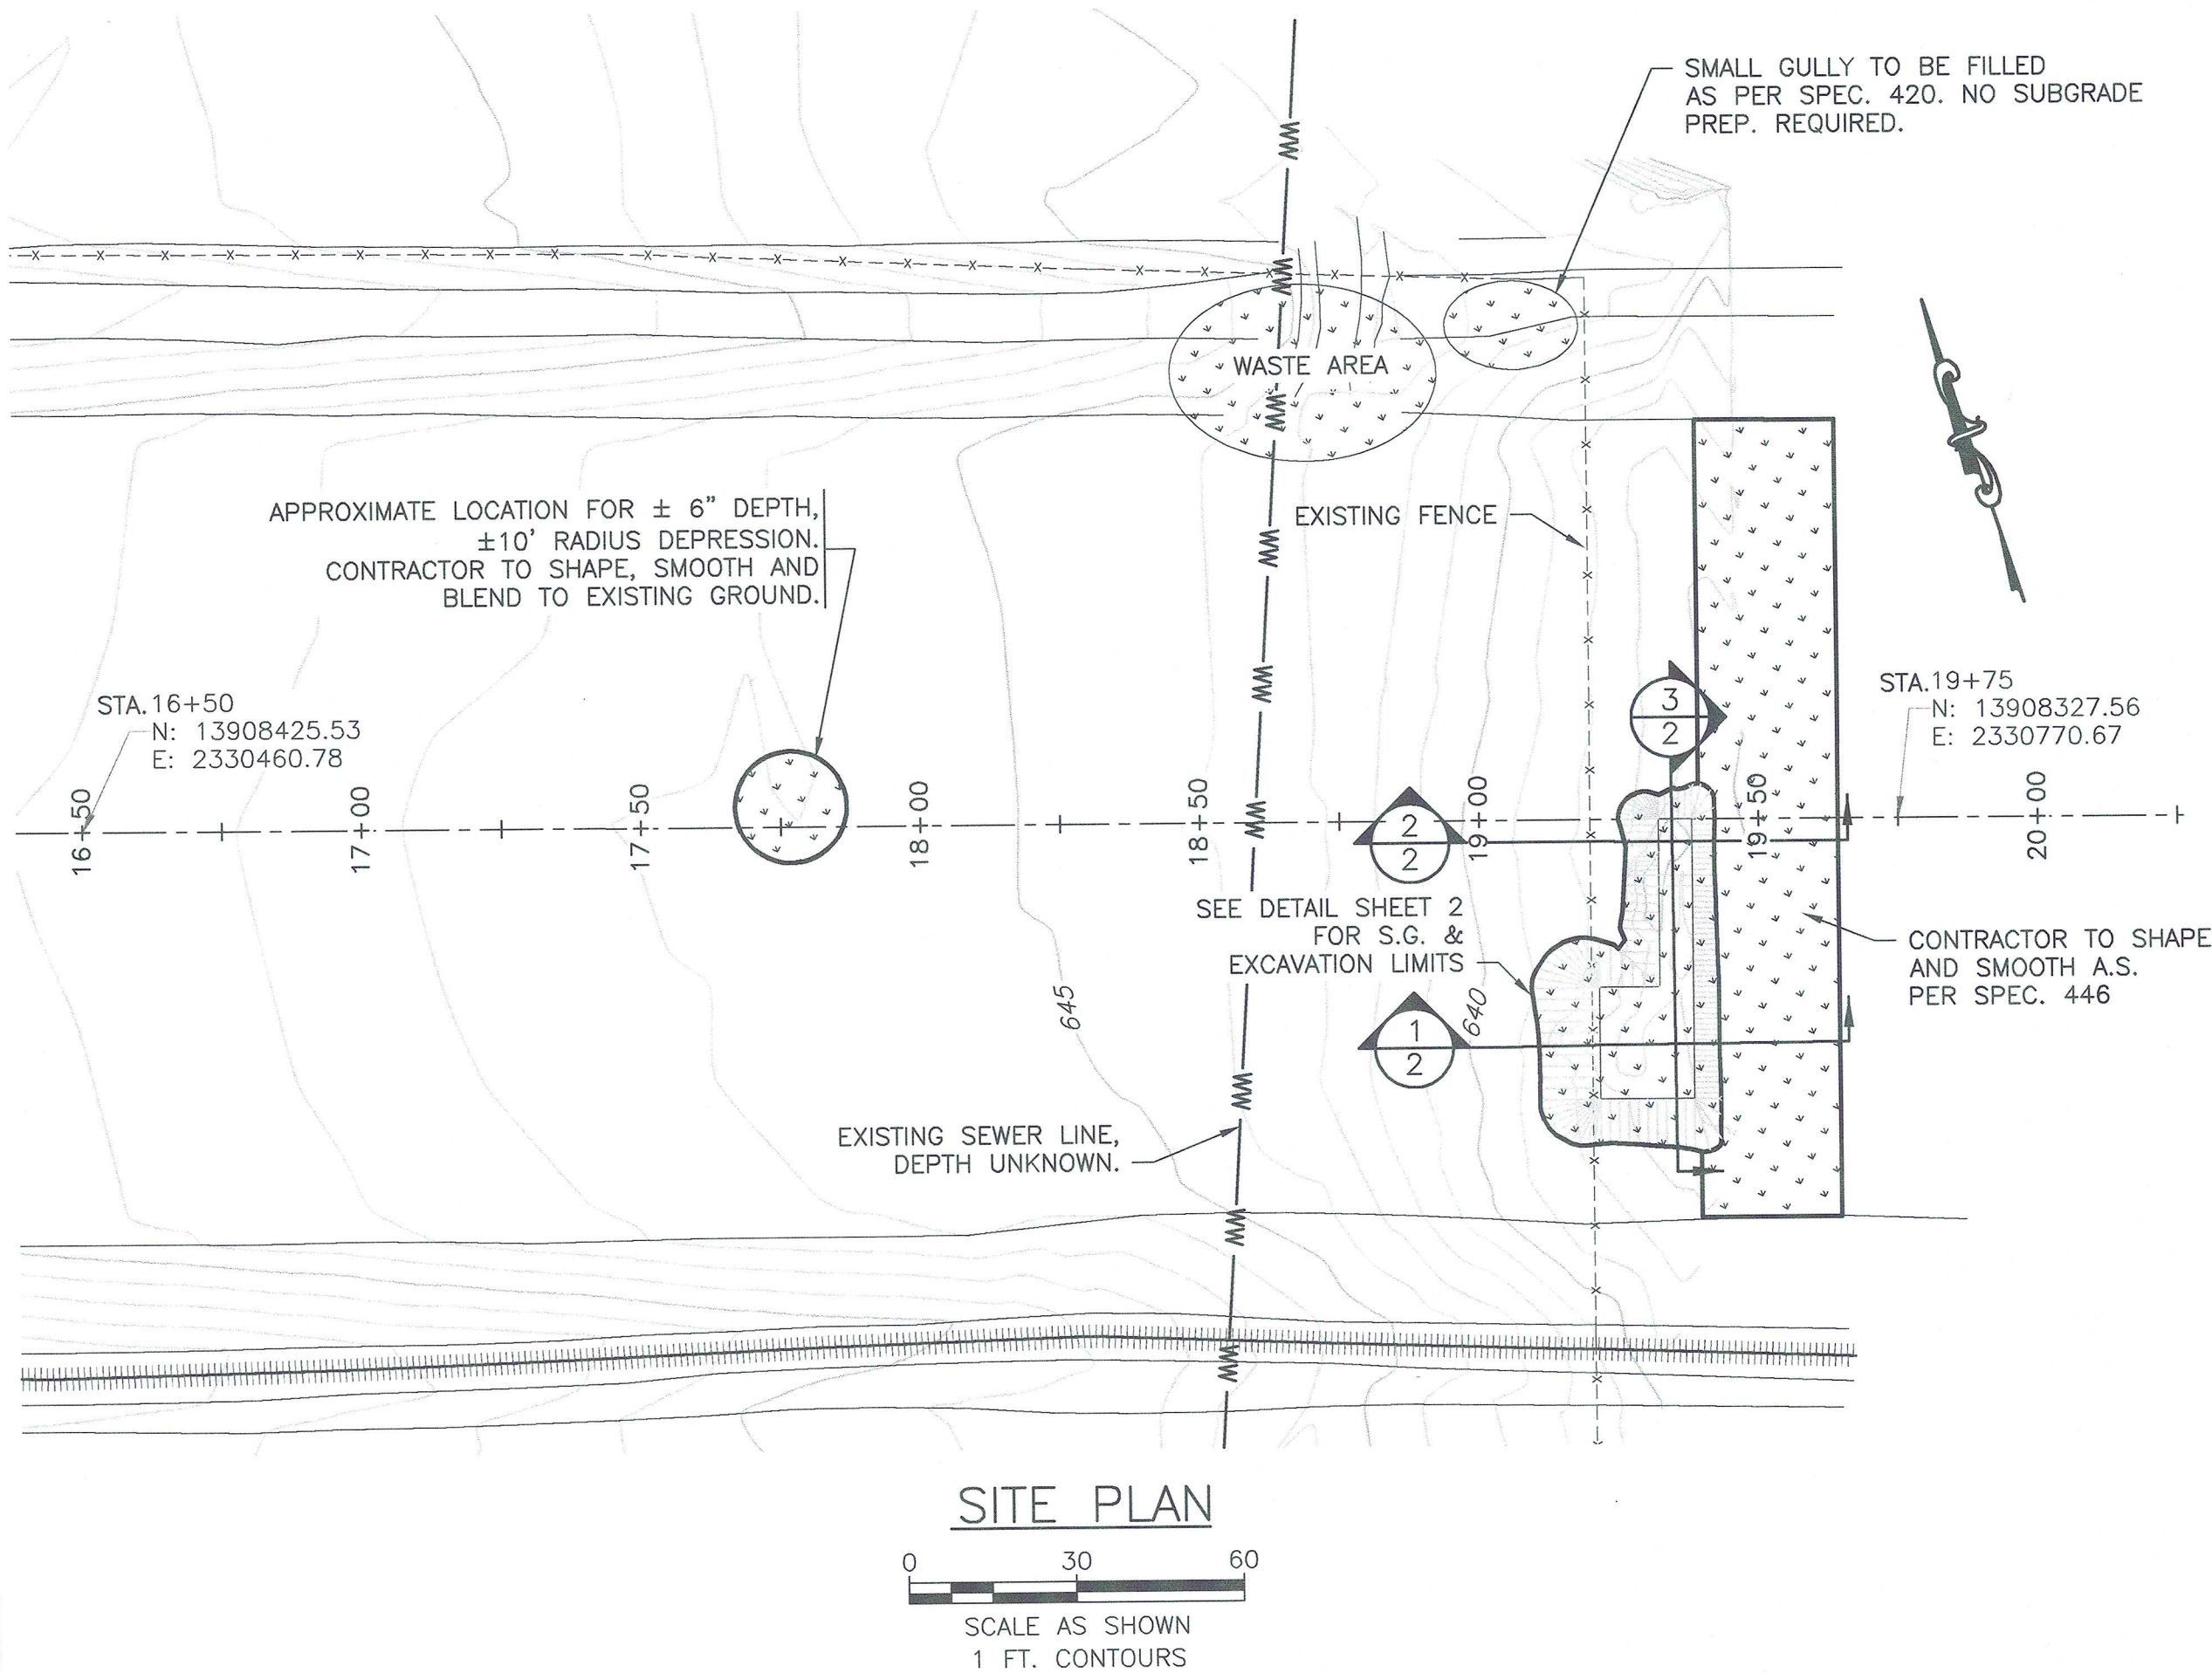 SMALL GULLY TO BE FILLED
AS PER SPEC. 420. NO SUBGRADE
PREP. REQUIRED.
WASTE AREA
APPROXIMATE LOCATION FOR ± 6" DEPTH,
±10' RADIUS DEPRESSION.
CONTRACTOR TO SHAPE, SMOOTH AND
BLEND TO EXISTING GROUND.
EXISTING FENCE
STA.16+50
N: 13908425.53
E: 2330460.78
STA.19+75
N: 13908327.56
E: 2330770.67
3
2
16+50
17+00
17+50
18+00
18+50
19+00
19+50
20+00
2
2
SEE DETAIL SHEET 2
FOR S.G. &
EXCAVATION LIMITS
CONTRACTOR TO SHAPE
AND SMOOTH A.S.
PER SPEC. 446
645
640
1
2
EXISTING SEWER LINE,
DEPTH UNKNOWN.
SITE PLAN
0 30 60
SCALE AS SHOWN
1 FT. CONTOURS